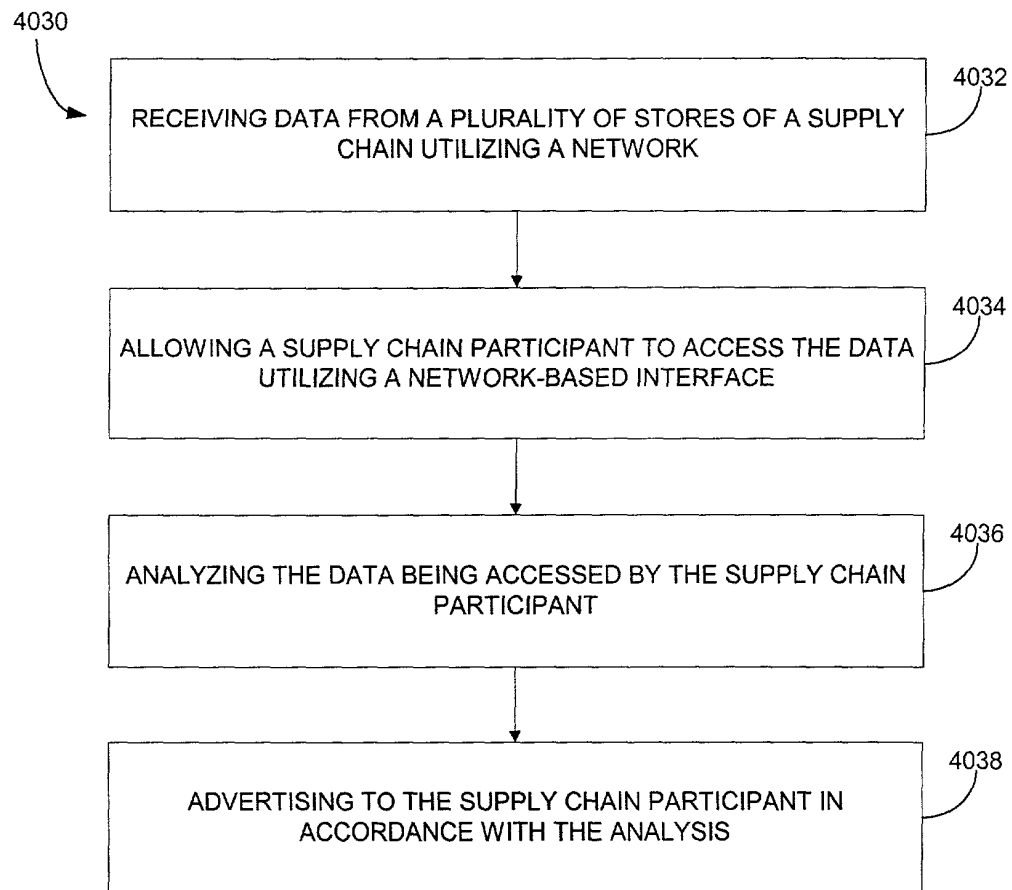 4030
4032
RECEIVING DATA FROM A PLURALITY OF STORES OF A SUPPLY
CHAIN UTILIZING A NETWORK
4034
ALLOWING A SUPPLY CHAIN PARTICIPANT TO ACCESS THE DATA
UTILIZING A NETWORK-BASED INTERFACE
4036
ANALYZING THE DATA BEING ACCESSED BY THE SUPPLY CHAIN
PARTICIPANT
4038
ADVERTISING TO THE SUPPLY CHAIN PARTICIPANT IN
ACCORDANCE WITH THE ANALYSIS